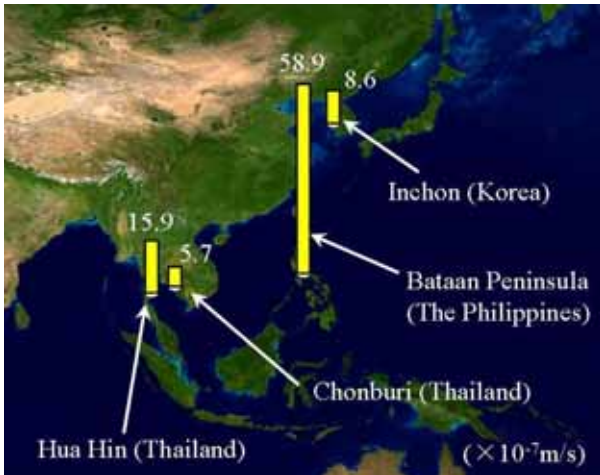 58.9
8.6
Inchon (Korea)
15.9
5.7
Bataan Peninsula
(The Philippines)
Chonburi (Thailand)
Hua Hin (Thailand)
(×10⁻⁷m/s)